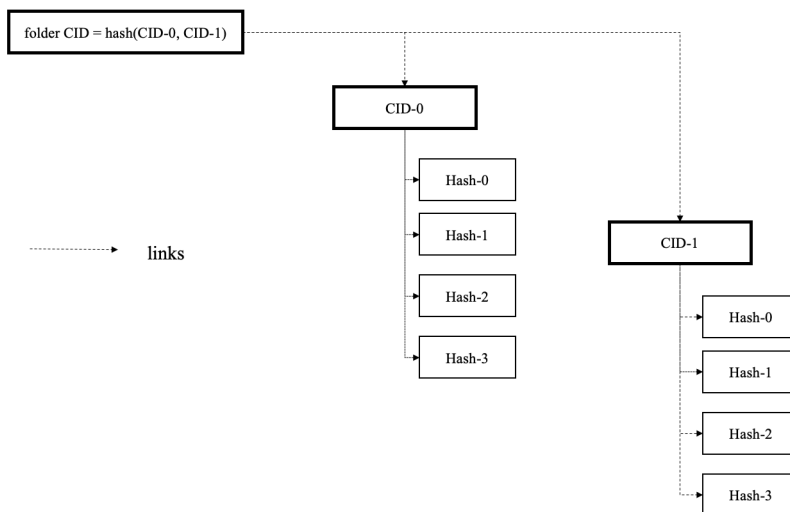 folder CID = hash(CID-0, CID-1)
CID-0
Hash-0
Hash-1
Hash-2
Hash-3
links
CID-1
Hash-0
Hash-1
Hash-2
Hash-3